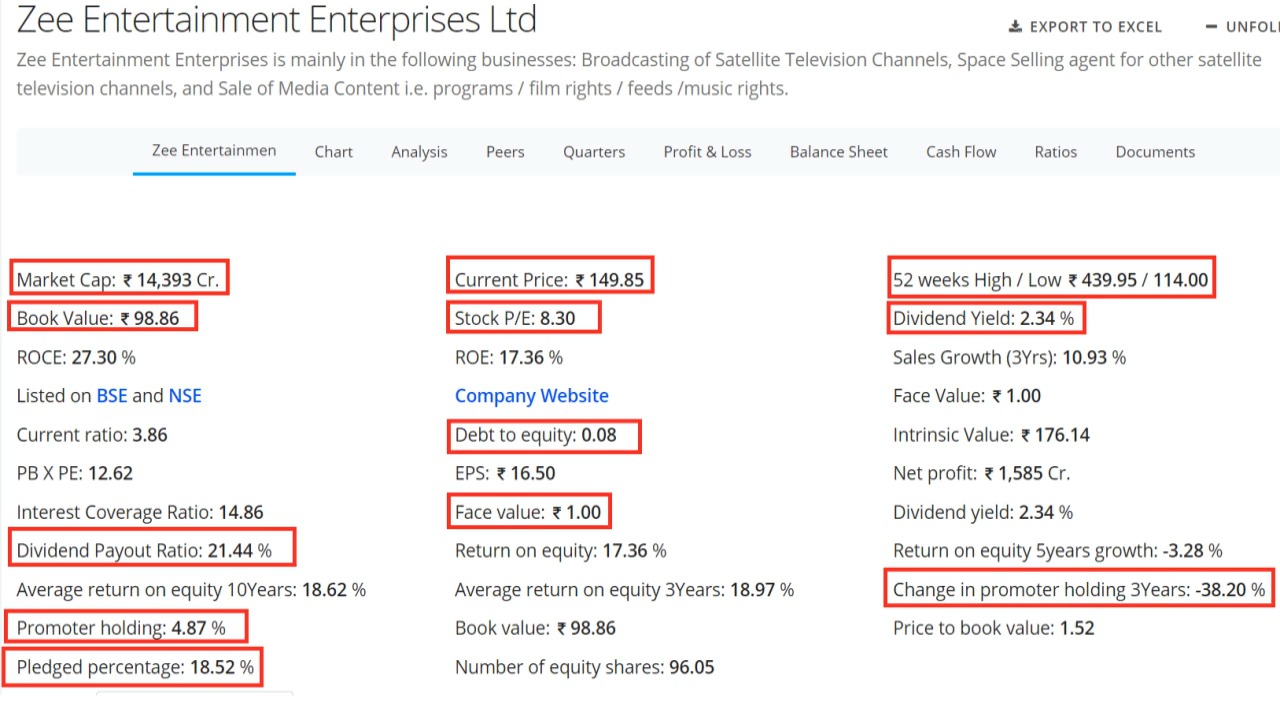 Zee Entertainment Enterprises Ltd
EXPORT TO EXCEL
Zee Entertainment Enterprises is mainly in the following businesses: Broadcasting of Satellite Television Channels, Space Selling agent for other satellite
television channels, and Sale of Media Content i.e. programs / film rights / feeds /music rights.
Zee Entertainmen Chart Analysis Peers Quarters Profit & Loss Balance Sheet Cash Flow Ratios Documents
Market Cap: ₹ 14,393 Cr. Current Price: ₹ 149.85 52 weeks High / Low ₹ 439.95 / 114.00
Book Value: ₹ 98.86 Stock P/E: 8.30 Dividend Yield: 2.34 %
ROCE: 27.30 % ROE: 17.36 % Sales Growth (3Yrs): 10.93 %
Listed on BSE and NSE Company Website Face Value: ₹ 1.00
Current ratio: 3.86 Debt to equity: 0.08 Intrinsic Value: ₹ 176.14
PB X PE: 12.62 EPS: ₹ 16.50 Net profit: ₹ 1,585 Cr.
Interest Coverage Ratio: 14.86 Face value: ₹ 1.00 Dividend yield: 2.34 %
Dividend Payout Ratio: 21.44 % Return on equity: 17.36 % Return on equity 5years growth: -3.28 %
Average return on equity 10Years: 18.62 % Average return on equity 3Years: 18.97 % Change in promoter holding 3Years: -38.20 %
Promoter holding: 4.87 % Book value: ₹ 98.86 Price to book value: 1.52
Pledged percentage: 18.52 % Number of equity shares: 96.05